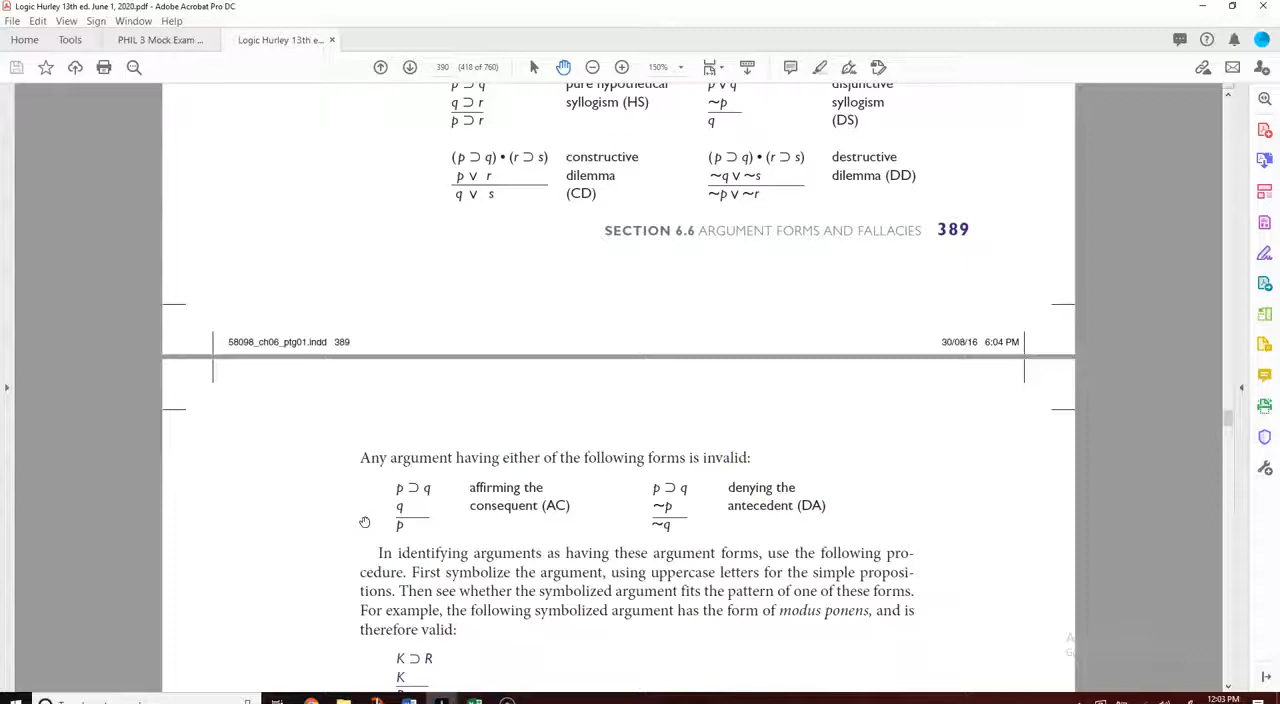 Logic Hurley 13th ed. June 1, 2020.pdf - Adobe Acrobat Pro DC
File Edit View Sign Window Help
Home Tools PHIL 3 Mock Exam ... Logic Hurley 13th e... ×
390 (418 of 760) 150%
p ⊃ q pure hypothetical p ∨ q disjunctive
q ⊃ r syllogism (HS) ~p syllogism
p ⊃ r q (DS)
(p ⊃ q) • (r ⊃ s) constructive (p ⊃ q) • (r ⊃ s) destructive
p ∨ r dilemma ~q ∨ ~s dilemma (DD)
q ∨ s (CD) ~p ∨ ~r
SECTION 6.6 ARGUMENT FORMS AND FALLACIES 389
58098_ch06_ptg01.indd 389 30/08/16 6:04 PM
Any argument having either of the following forms is invalid:
p ⊃ q affirming the p ⊃ q denying the
q consequent (AC) ~p antecedent (DA)
p ~q
In identifying arguments as having these argument forms, use the following pro-
cedure. First symbolize the argument, using uppercase letters for the simple proposi-
tions. Then see whether the symbolized argument fits the pattern of one of these forms.
For example, the following symbolized argument has the form of modus ponens, and is
therefore valid:
K ⊃ R
K
12:03 PM